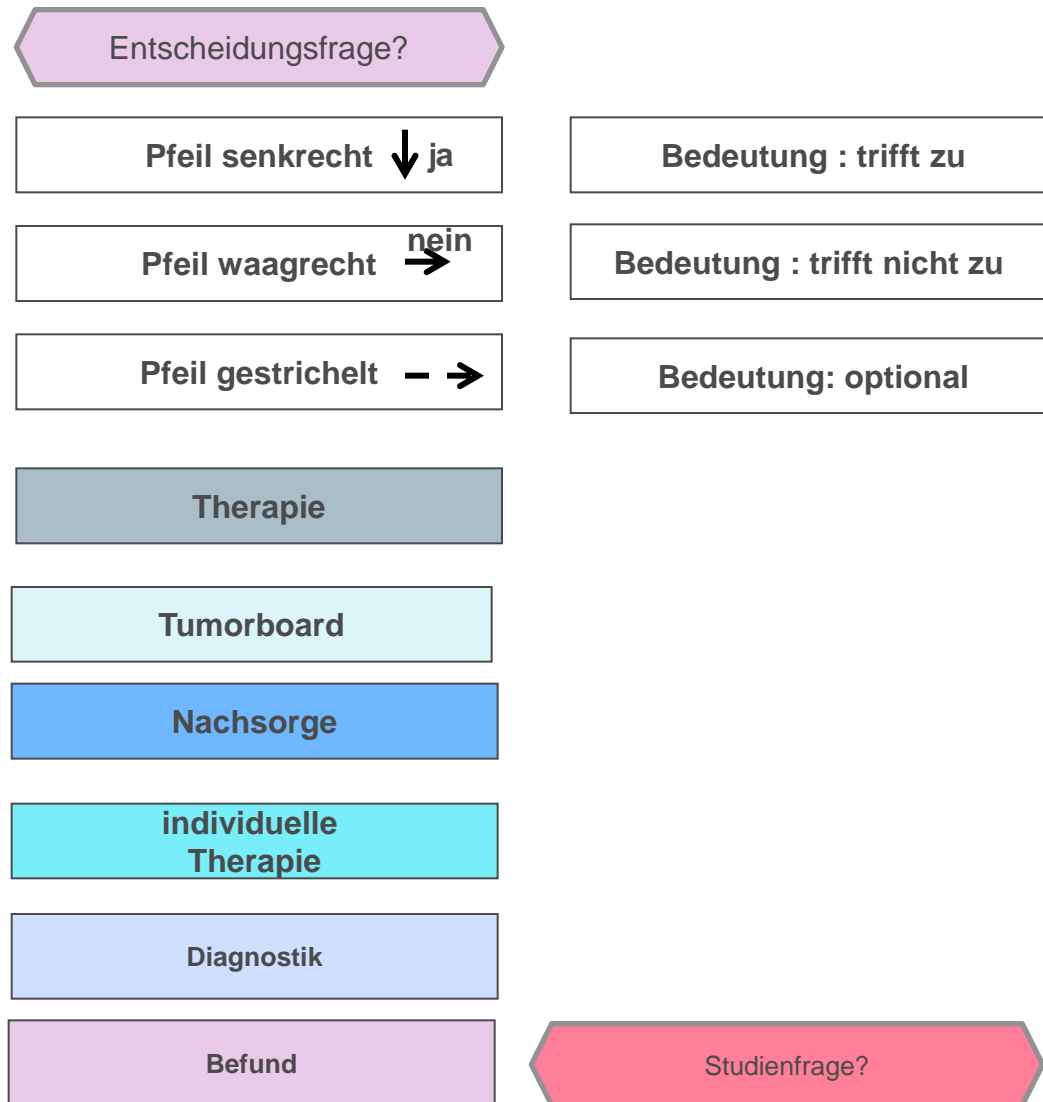 Entscheidungsfrage?
Pfeil senkrecht ja
Bedeutung : trifft zu
nein
Pfeil waagrecht
Bedeutung : trifft nicht zu
Pfeil gestrichelt
Bedeutung: optional
Therapie
Tumorboard
Nachsorge
individuelle
Therapie
Diagnostik
Befund
Studienfrage?